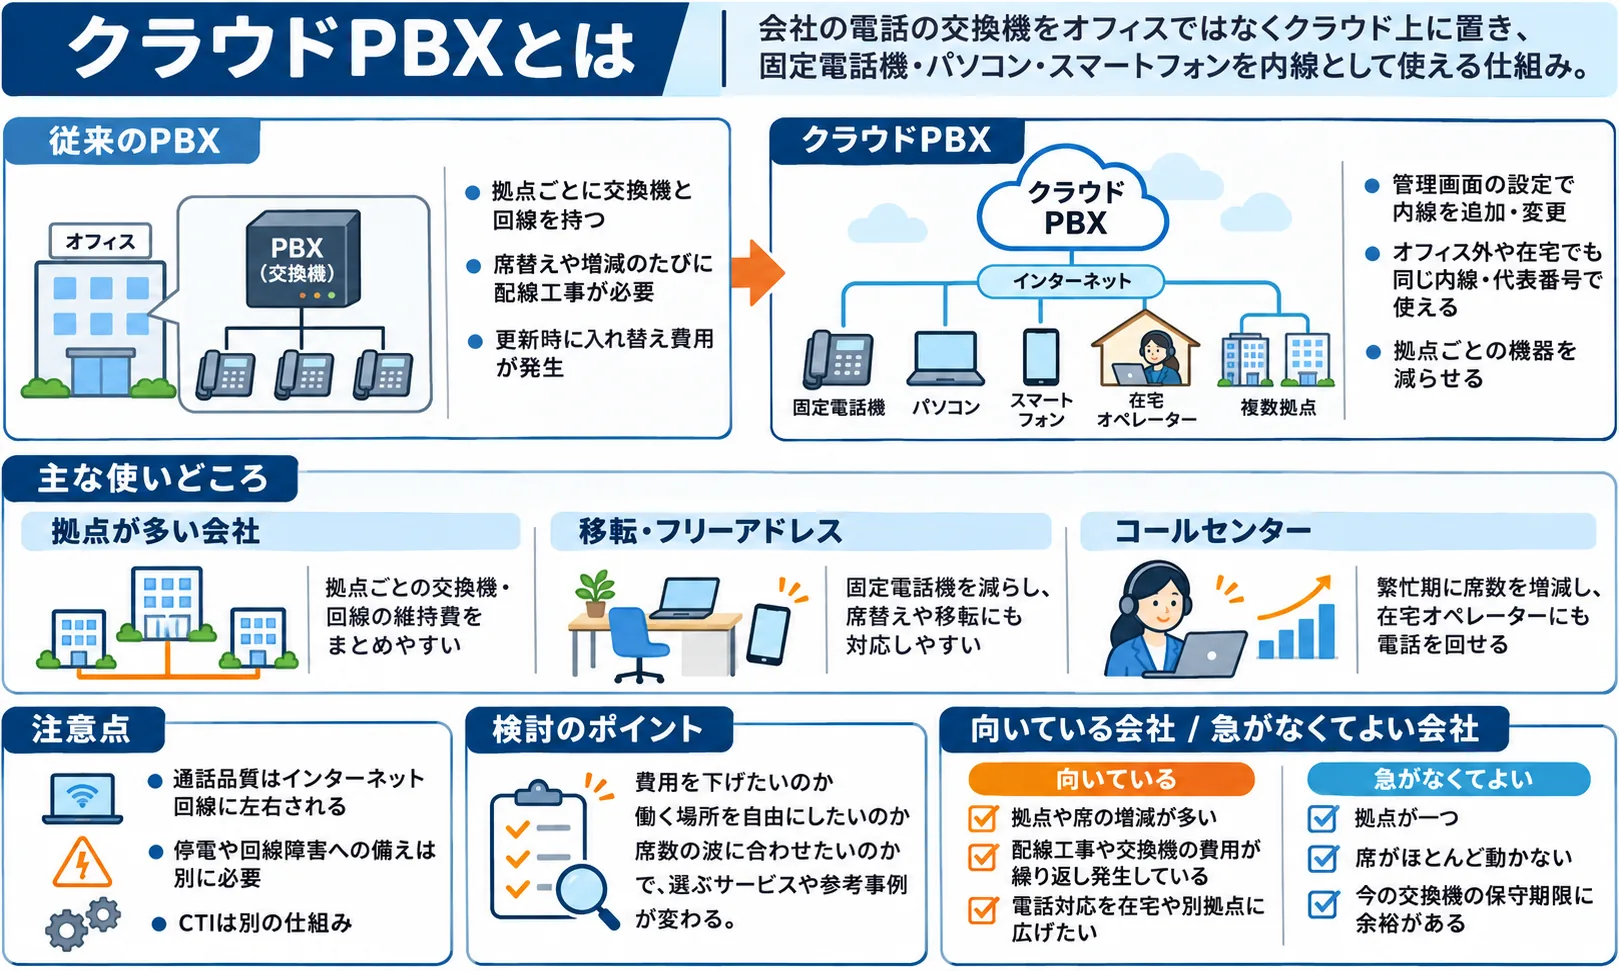 クラウドPBXとは
会社の電話の交換機をオフィスではなくクラウド上に置き、
固定電話機・パソコン・スマートフォンを内線として使える仕組み。
従来のPBX
オフィス
PBX
（交換機）
拠点ごとに交換機と
回線を持つ
席替えや増減のたびに
配線工事が必要
更新時に入れ替え費用
が発生
クラウドPBX
クラウド
PBX
インターネット
固定電話機
パソコン
スマート
フォン
在宅
オペレーター
複数拠点
管理画面の設定で
内線を追加・変更
オフィス外や在宅でも
同じ内線・代表番号で
使える
拠点ごとの機器を
減らせる
主な使いどころ
拠点が多い会社
拠点ごとの交換機・
回線の維持費を
まとめやすい
移転・フリーアドレス
固定電話機を減らし、
席替えや移転にも
対応しやすい
コールセンター
繁忙期に席数を増減し、
在宅オペレーターにも
電話を回せる
注意点
通話品質はインターネット
回線に左右される
停電や回線障害への備えは
別に必要
CTIは別の仕組み
検討のポイント
費用を下げたいのか
働く場所を自由にしたいのか
席数の波に合わせたいのか
で、選ぶサービスや参考事例
が変わる。
向いている会社 / 急がなくてよい会社
向いている
拠点や席の増減が多い
配線工事や交換機の費用が
繰り返し発生している
電話対応を在宅や別拠点に
広げたい
急がなくてよい
拠点が一つ
席がほとんど動かない
今の交換機の保守期限に
余裕がある